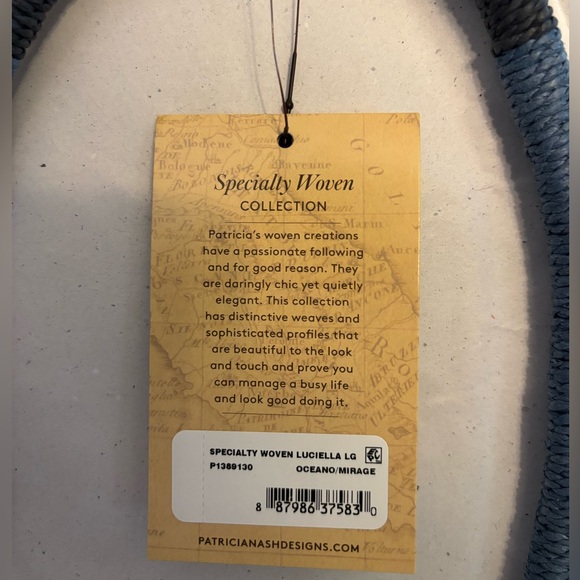 Specialty Woven
COLLECTION
Patricia's woven creations
have a passionate following
and for good reason. They
are daringly chic yet quietly
elegant. This collection
has distinctive weaves and
sophisticated profiles that
are beautiful to the look
and touch and prove you
can manage a busy life
and look good doing it.
SPECIALTY WOVEN LUCIELLA LG
P1369130 OCEANO/MIRAGE
8 87986 37583 0
PATRICIANASHDESIGNS.COM